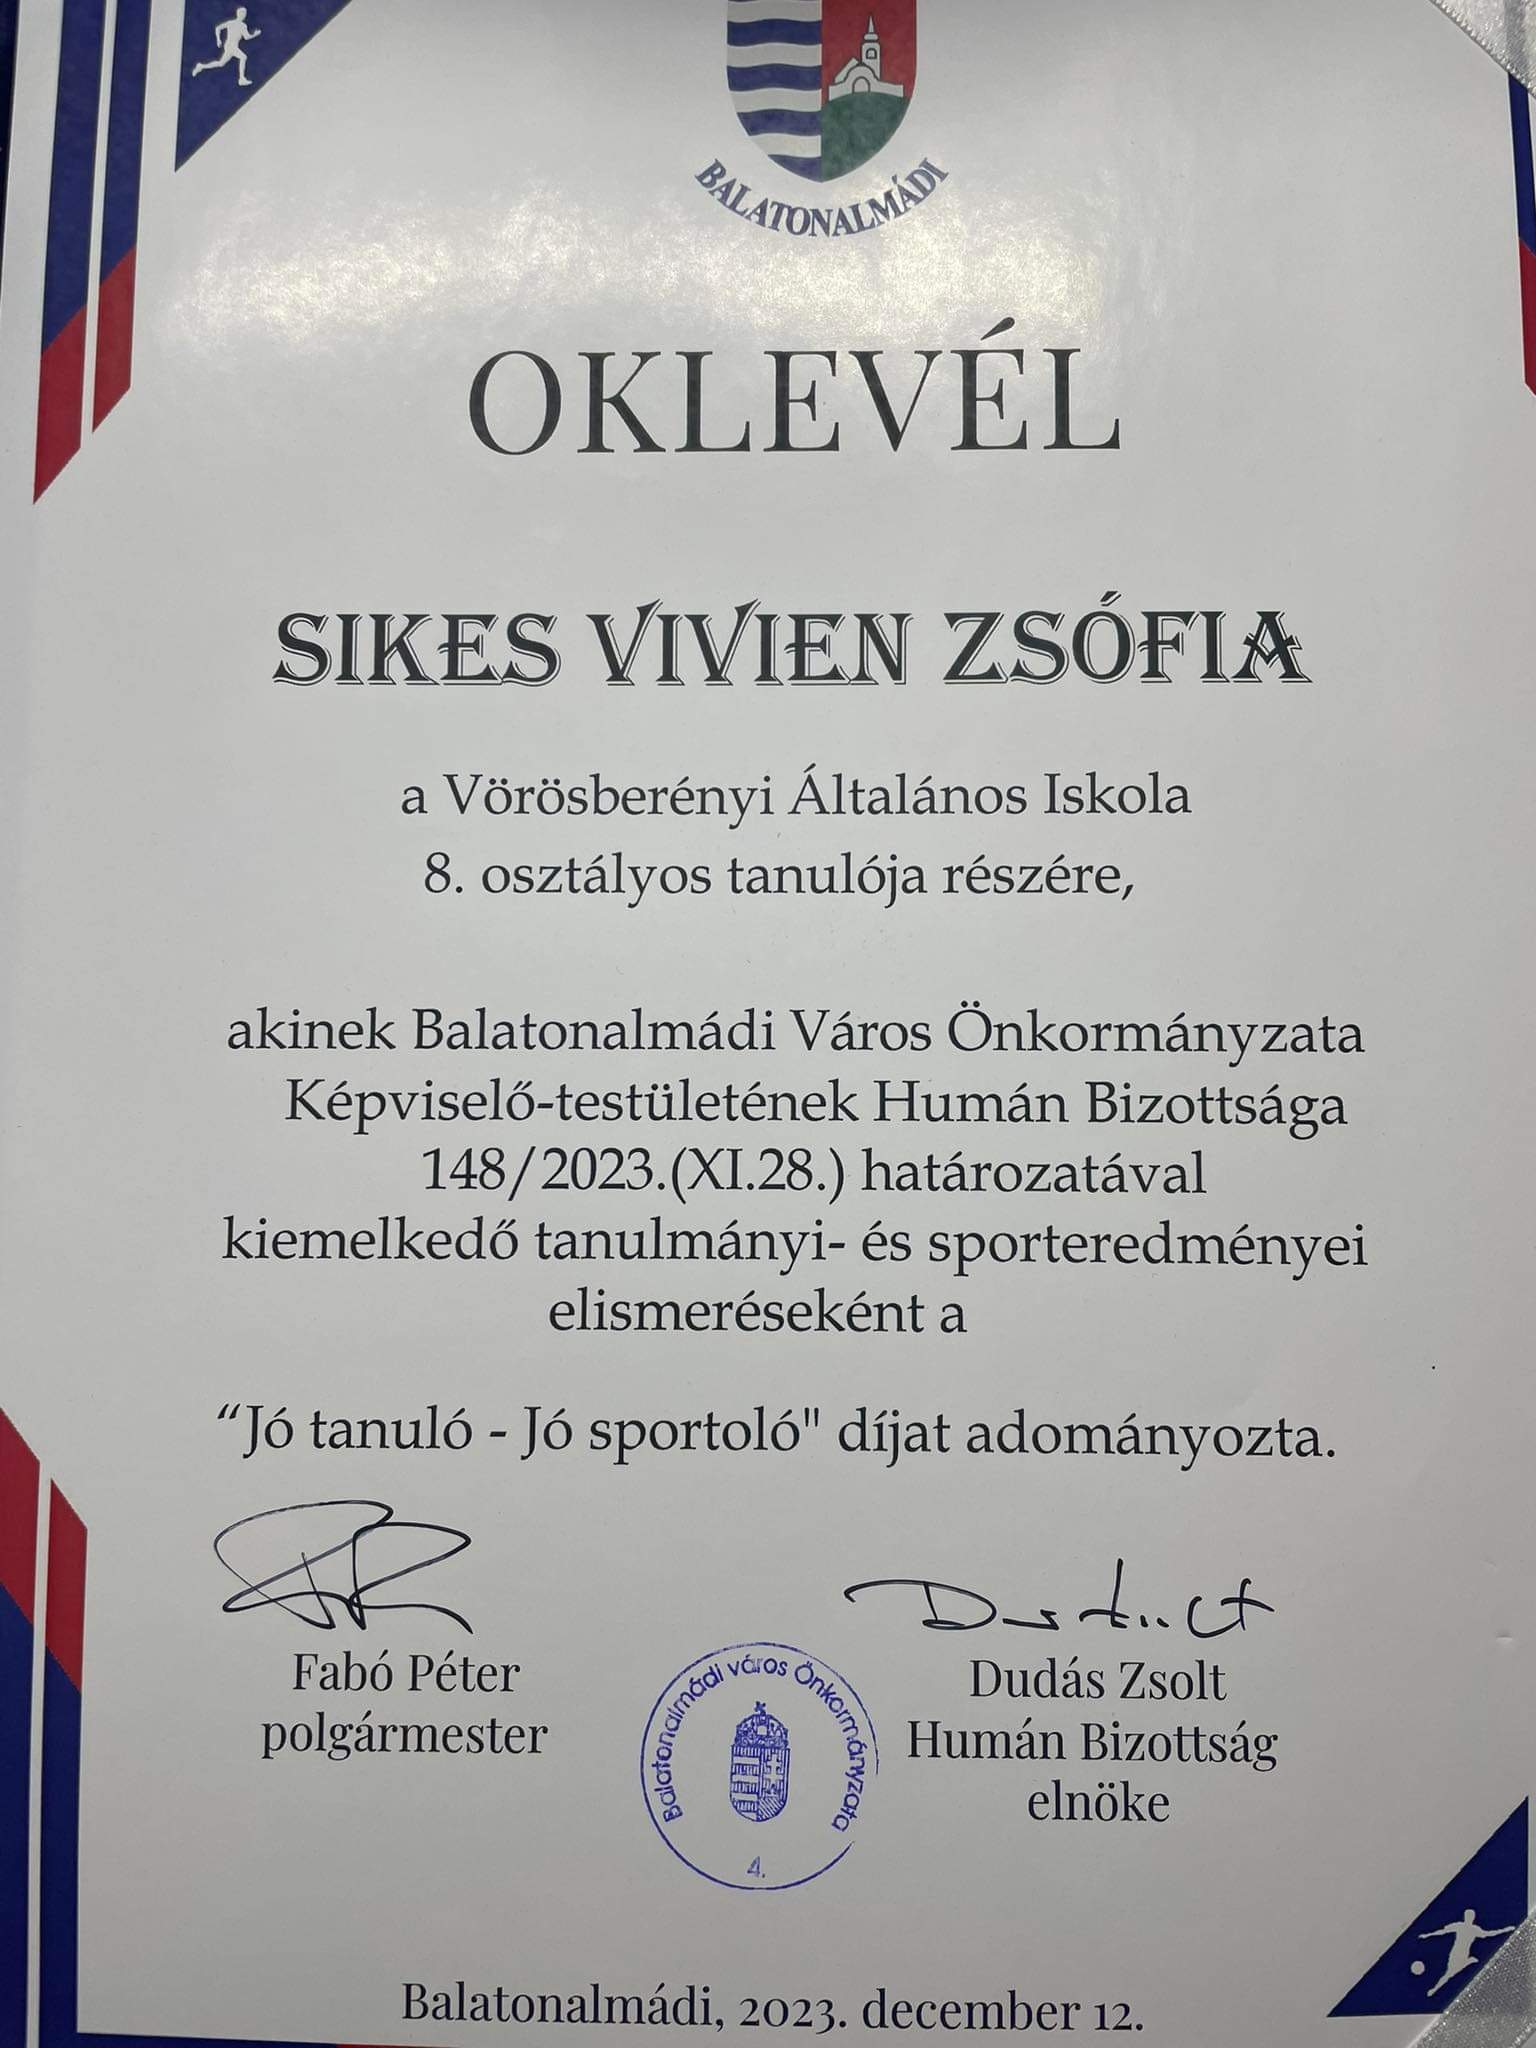 BALATONALMÁDI
OKLEVÉL
SIKES VIVIEN ZSÓFIA
a Vörösberényi Általános Iskola
8. osztályos tanulója részére,
akinek Balatonalmádi Város Önkormányzata
Képviselő-testületének Humán Bizottsága
148/2023.(XI.28.) határozatával
kiemelkedő tanulmányi- és sporteredményei
elismeréseként a
“Jó tanuló - Jó sportoló" díjat adományozta.
Fabó Péter
polgármester
Dudás Zsolt
Humán Bizottság
elnöke
Balatonalmádi város Önkormányzata
4.
Balatonalmádi, 2023. december 12.